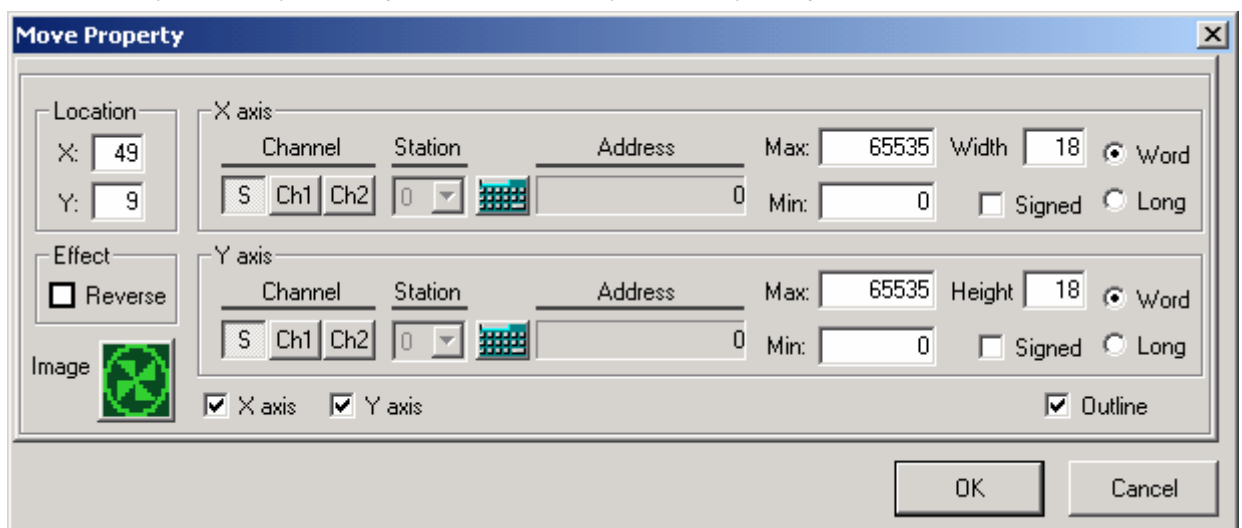 Move Property
Location
X: 49
Y: 9
X axis
Channel Station Address Max: 65535 Width 18 Word
S Ch1 Ch2 0 0 Min: 0 Signed Long
Effect
Reverse
Y axis
Channel Station Address Max: 65535 Height 18 Word
S Ch1 Ch2 0 0 Min: 0 Signed Long
Image
X axis Y axis Outline
OK Cancel